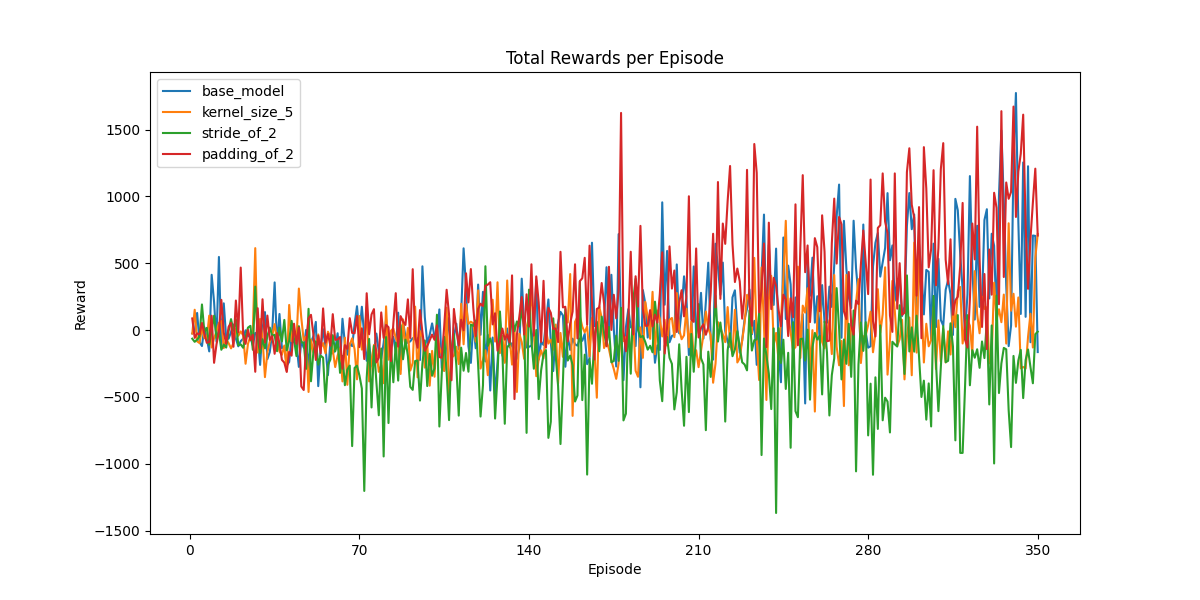 Total Rewards per Episode
base_model
kernel_size_5
stride_of_2
padding_of_2
Reward
1500
1000
500
0
−500
−1000
−1500
0 70 140 210 280 350
Episode